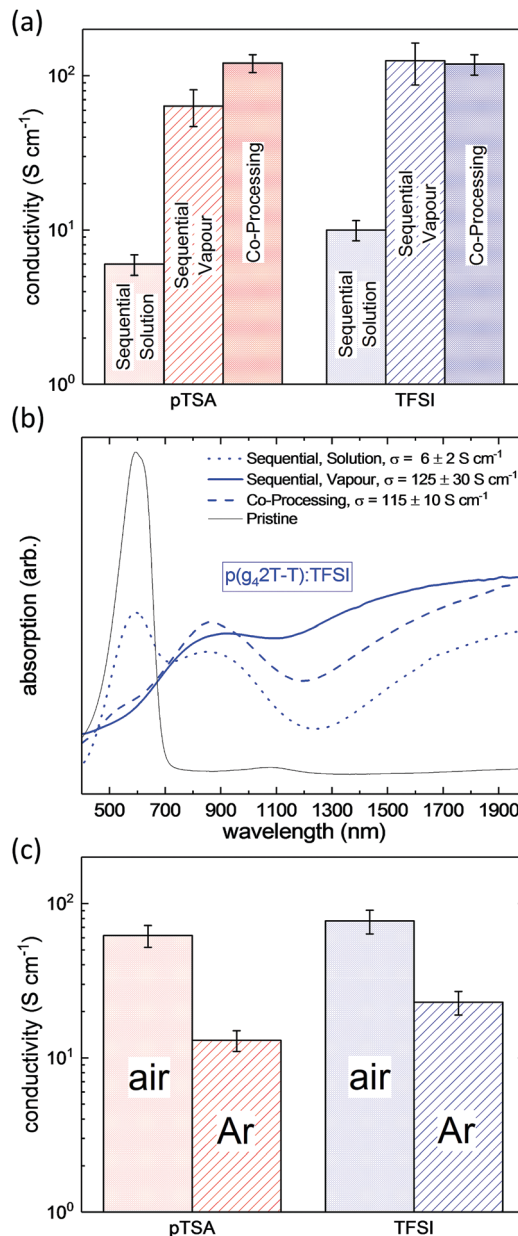 (a)
conductivity (S cm⁻¹)
10²
10¹
10⁰
Sequential
Solution
Sequential
Vapour
Co-Processing
Sequential
Solution
Sequential
Vapour
Co-Processing
pTSA
TFSI
(b)
absorption (arb.)
Sequential, Solution, σ = 6 ± 2 S cm⁻¹
Sequential, Vapour, σ = 125 ± 30 S cm⁻¹
Co-Processing, σ = 115 ± 10 S cm⁻¹
Pristine
p(g₄2T-T):TFSI
500 700 900 1100 1300 1500 1700 1900
wavelength (nm)
(c)
conductivity (S cm⁻¹)
10²
10¹
10⁰
air
Ar
air
Ar
pTSA
TFSI